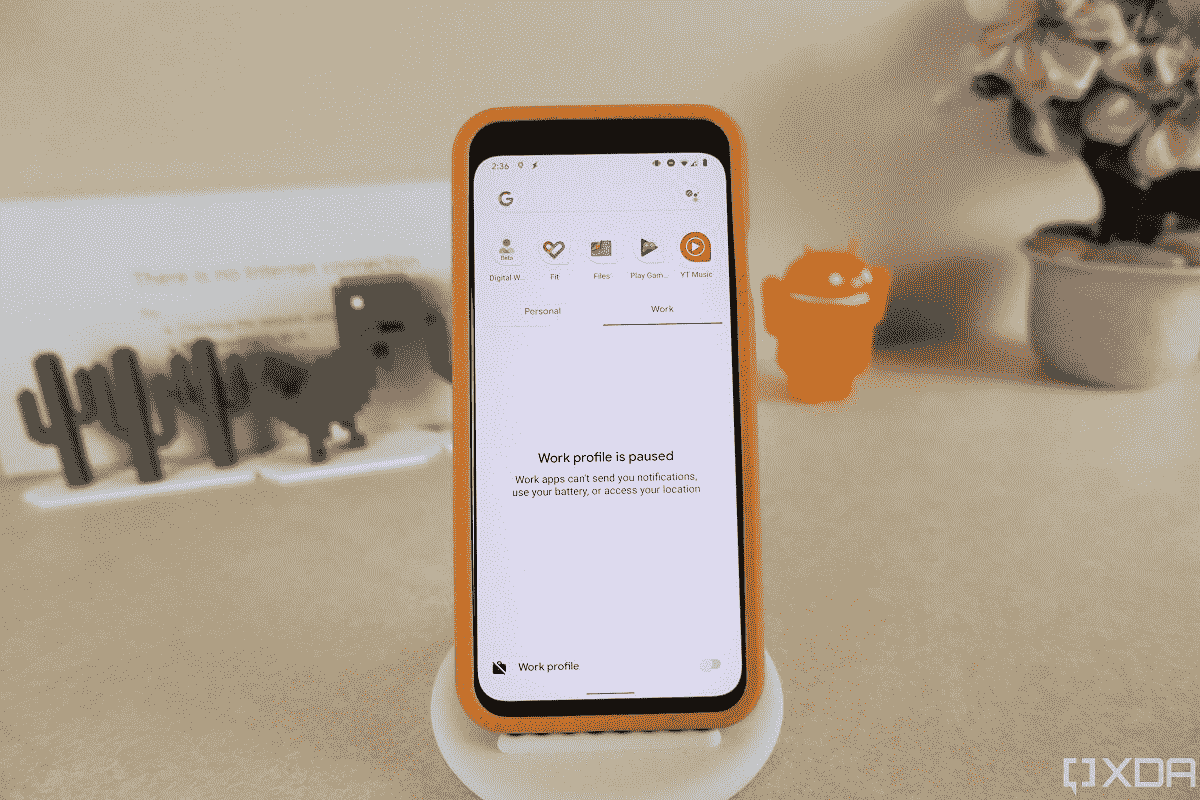 2:36
G
Beta
Digital W... Fit Files Play Gam... YT Music
Personal Work
There is no Internet connection
Work profile is paused
Work apps can't send you notifications,
use your battery, or access your location
Work profile
XDA